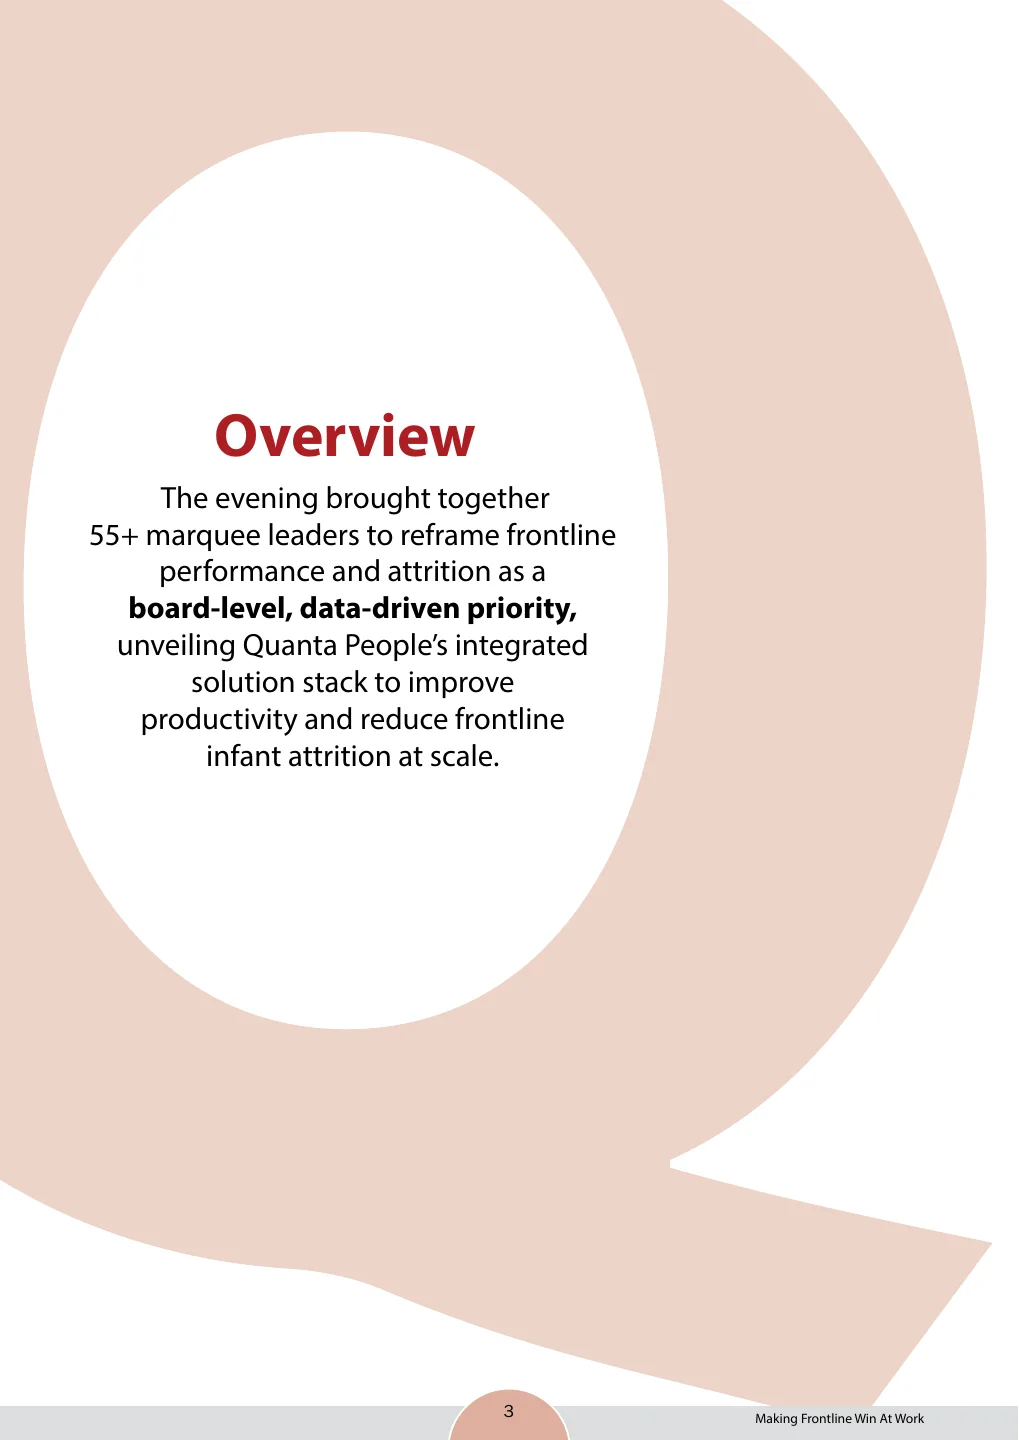 Overview
The evening brought together
55+ marquee leaders to reframe frontline
performance and attrition as a
board-level, data-driven priority,
unveiling Quanta People’s integrated
solution stack to improve
productivity and reduce frontline
infant attrition at scale.
3
Making Frontline Win At Work